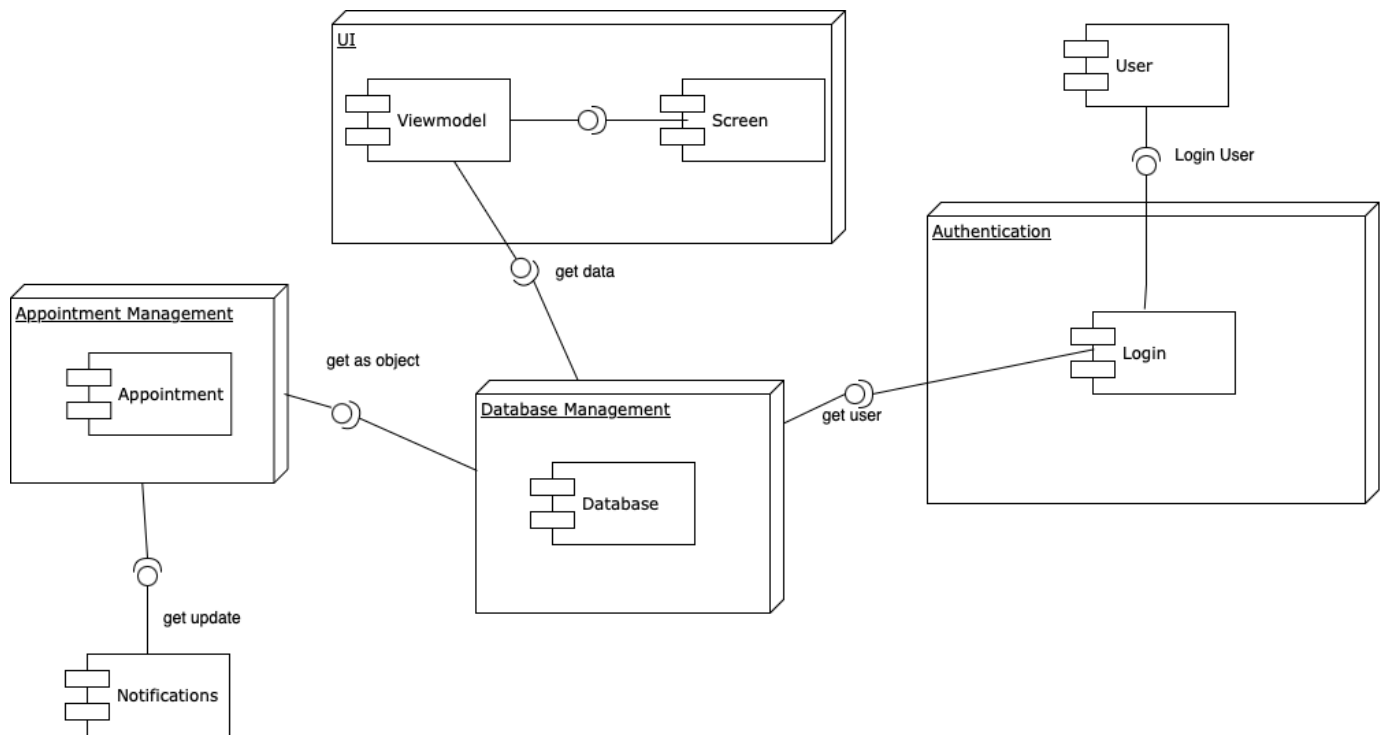 UI
Viewmodel
Screen
User
Login User
Authentication
get data
Appointment Management
Login
get as object
Appointment
Database Management
get user
Database
get update
Notifications